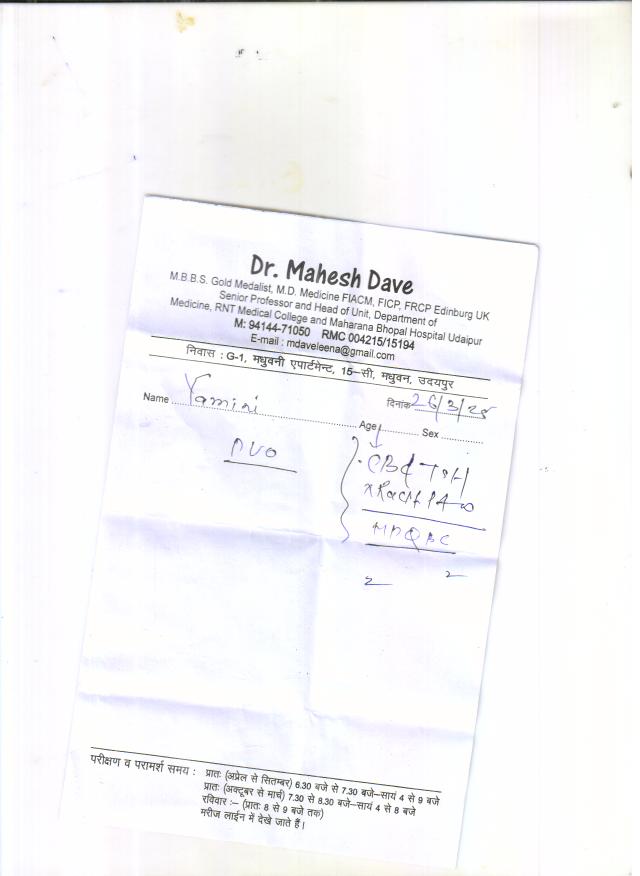 Dr. Mahesh Dave
M.B.B.S. Gold Medalist, M.D. Medicine FIACM, FICP, FRCP Edinburg UK
Senior Professor and Head of Unit, Department of
Medicine, RNT Medical College and Maharana Bhopal Hospital Udaipur
M: 94144-71050 RMC 004215/15194
E-mail : mdaveleena@gmail.com
निवास : G-1, मधुवनी एपार्टमेन्ट, 15-सी, मधुवन, उदयपुर
Name Yamini दिनांक 26/3/25
Age Sex
PUO CBC TSH
परीक्षण व परामर्श समय : प्रातः (अप्रेल से सितम्बर) 6.30 बजे से 7.30 बजे-सायं 4 से 9 बजे
प्रातः (अक्टूबर से मार्च) 7.30 से 8.30 बजे-सायं 4 से 8 बजे
रविवार :- (प्रातः 8 से 9 बजे तक)
मरीज लाईन में देखे जाते हैं।